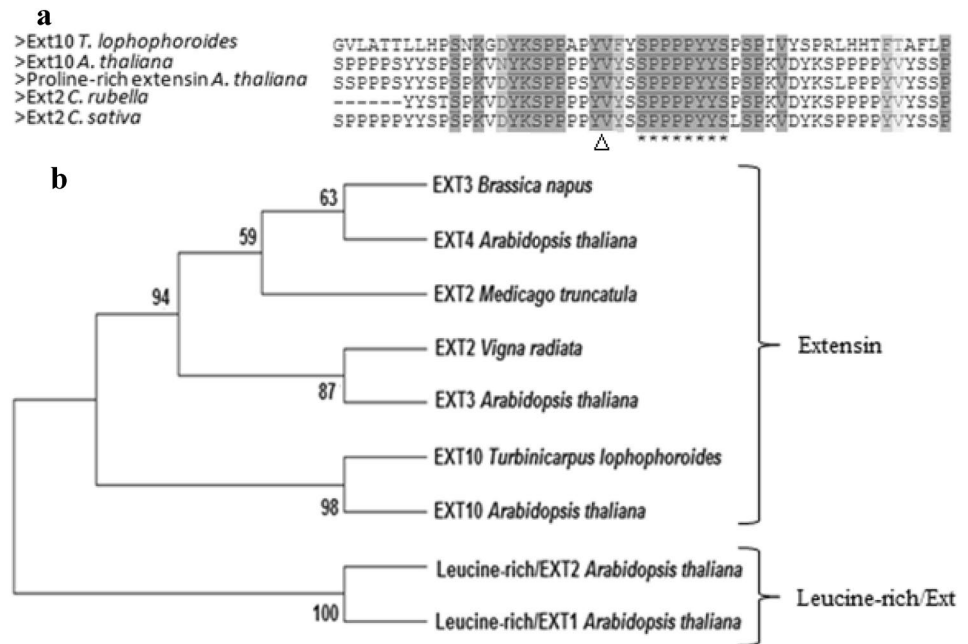 a
>Ext10 T. lophophoroides GVLATTLLHPSNKGDYKSPPAPYVFYSPPPPYYSPSPIVYSPRLHHTFTAFLP
>Ext10 A. thaliana SPPPPSYYSPSPKVNYKSPPPPYVYSSPPPPYYSPSPKVDYKSPPPPYVYSSP
>Proline-rich extensin A. thaliana SSPPPSYYSPSPKVDYKSPPPSYVYSSPPPPYYSPSPKVDYKSPPPPYVYSSP
>Ext2 C. rubella ------YYSTSPKVDYKSPPPSYVYSSPPPPYYSPSPKVDYKSPPPPYVYSSP
>Ext2 C. sativa SPPPPPYYSPSPKVDYKSPPPPYVYSSPPPPYYSLSPKVDYKSPPPPYVYSSP
△ ********
b
EXT3 Brassica napus
63
EXT4 Arabidopsis thaliana
59
EXT2 Medicago truncatula
94
EXT2 Vigna radiata
Extensin
87
EXT3 Arabidopsis thaliana
EXT10 Turbinicarpus lophophoroides
98
EXT10 Arabidopsis thaliana
Leucine-rich/EXT2 Arabidopsis thaliana
Leucine-rich/Ext
100
Leucine-rich/EXT1 Arabidopsis thaliana